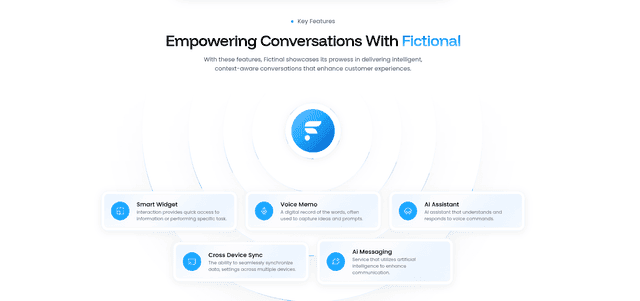 Key Features
Empowering Conversations With Fictional
With these features, Fictinal showcases its prowess in delivering intelligent,
context-aware conversations that enhance customer experiences.
Smart Widget
Interaction provides quick access to
information or performing specific task.
Voice Memo
A digital record of the words, often
used to capture ideas and prompts.
AI Assistant
AI assistant that understands and
responds to voice commands.
Cross Device Sync
The ability to seamlessly synchronize
data, settings across multiple devices.
Ai Messaging
Service that utilizes artificial
intelligence to enhance
communication.